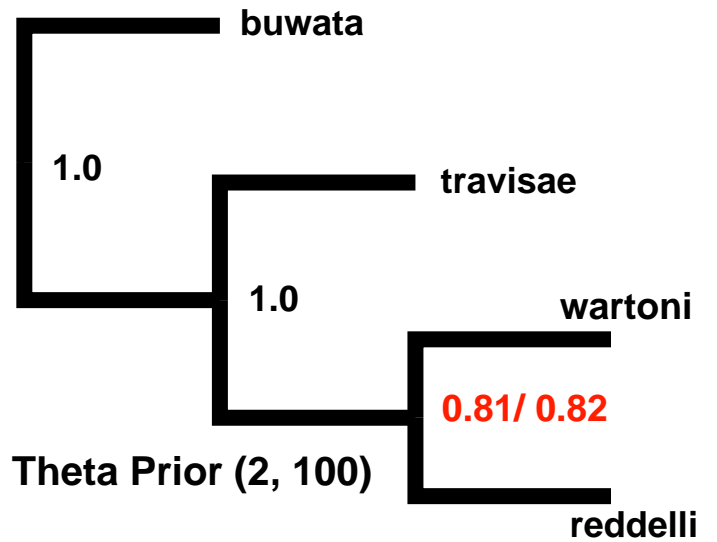 buwata
1.0
travisae
1.0
wartoni
0.81/ 0.82
Theta Prior (2, 100)
reddelli